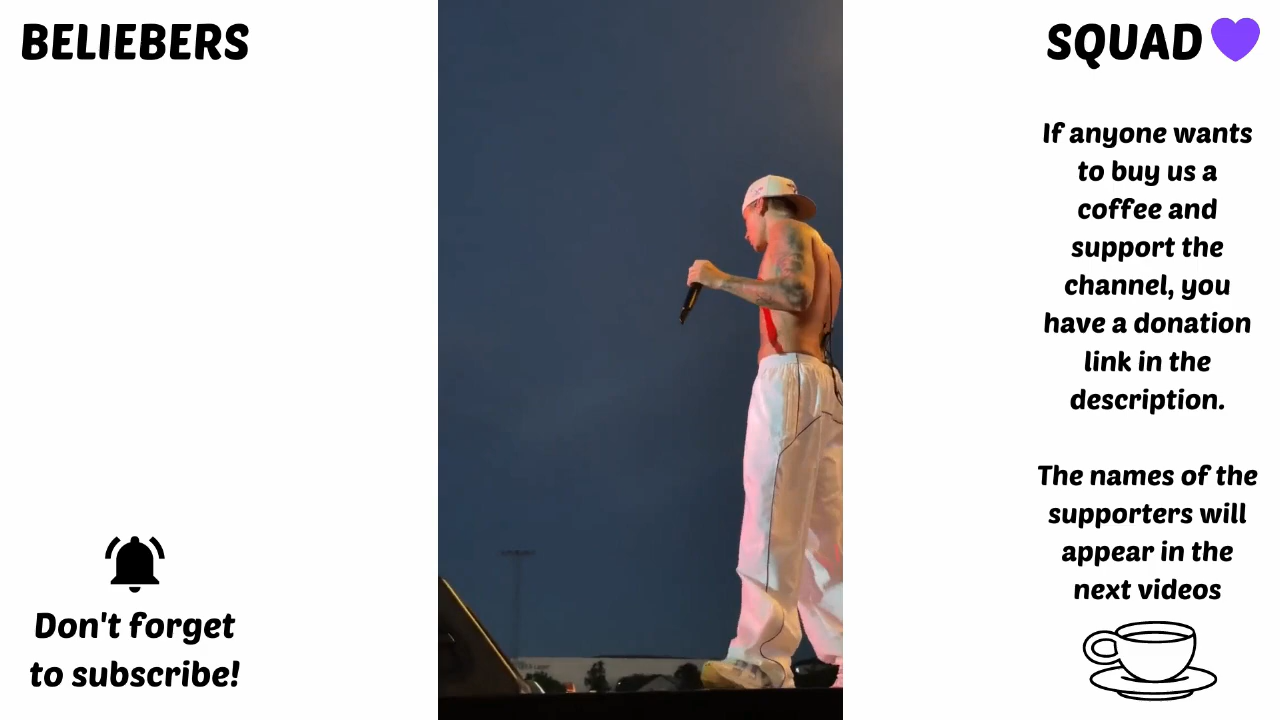 BELIEBERS
SQUAD
If anyone wants
to buy us a
coffee and
support the
channel, you
have a donation
link in the
description.
The names of the
supporters will
appear in the
next videos
Don't forget
to subscribe!